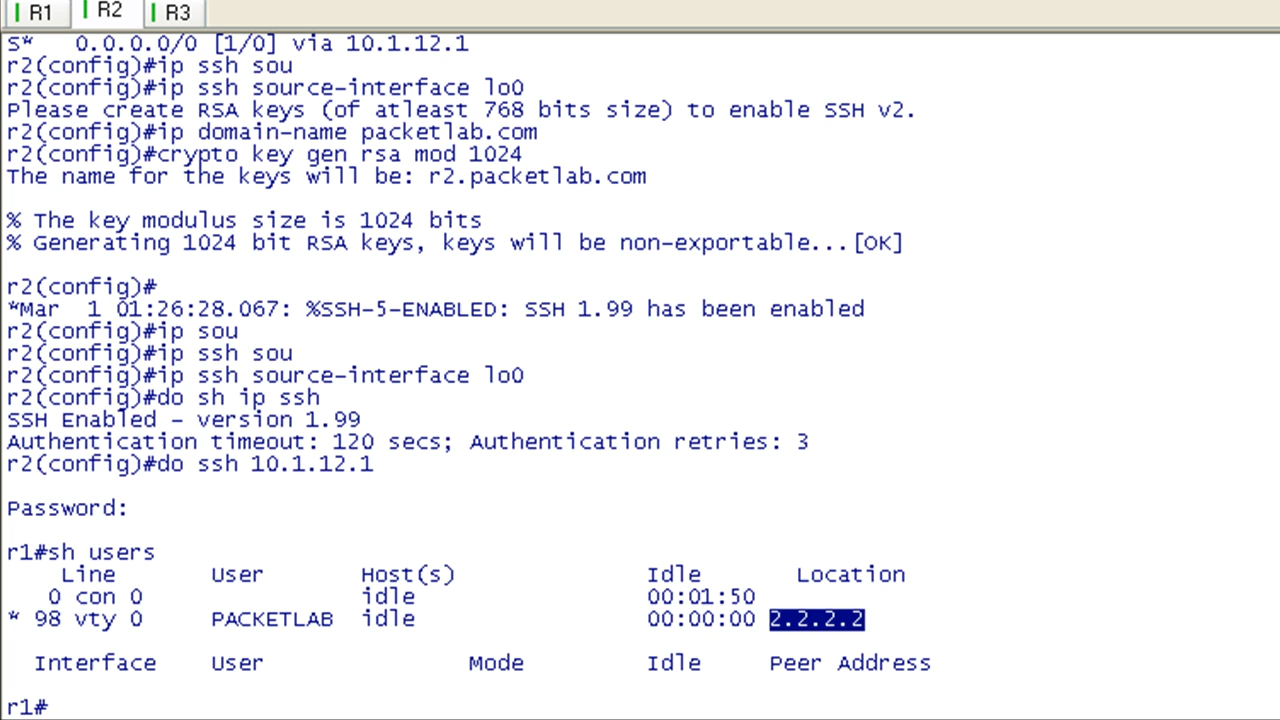 R1 R2 R3
S*   0.0.0.0/0 [1/0] via 10.1.12.1
r2(config)#ip ssh sou
r2(config)#ip ssh source-interface lo0
Please create RSA keys (of atleast 768 bits size) to enable SSH v2.
r2(config)#ip domain-name packetlab.com
r2(config)#crypto key gen rsa mod 1024
The name for the keys will be: r2.packetlab.com
% The key modulus size is 1024 bits
% Generating 1024 bit RSA keys, keys will be non-exportable...[OK]
r2(config)#
*Mar  1 01:26:28.067: %SSH-5-ENABLED: SSH 1.99 has been enabled
r2(config)#ip sou
r2(config)#ip ssh sou
r2(config)#ip ssh source-interface lo0
r2(config)#do sh ip ssh
SSH Enabled - version 1.99
Authentication timeout: 120 secs; Authentication retries: 3
r2(config)#do ssh 10.1.12.1
Password:
r1#sh users
    Line       User       Host(s)              Idle       Location
   0 con 0                idle                 00:01:50
* 98 vty 0     PACKETLAB  idle                 00:00:00 2.2.2.2
  Interface    User               Mode         Idle     Peer Address
r1#